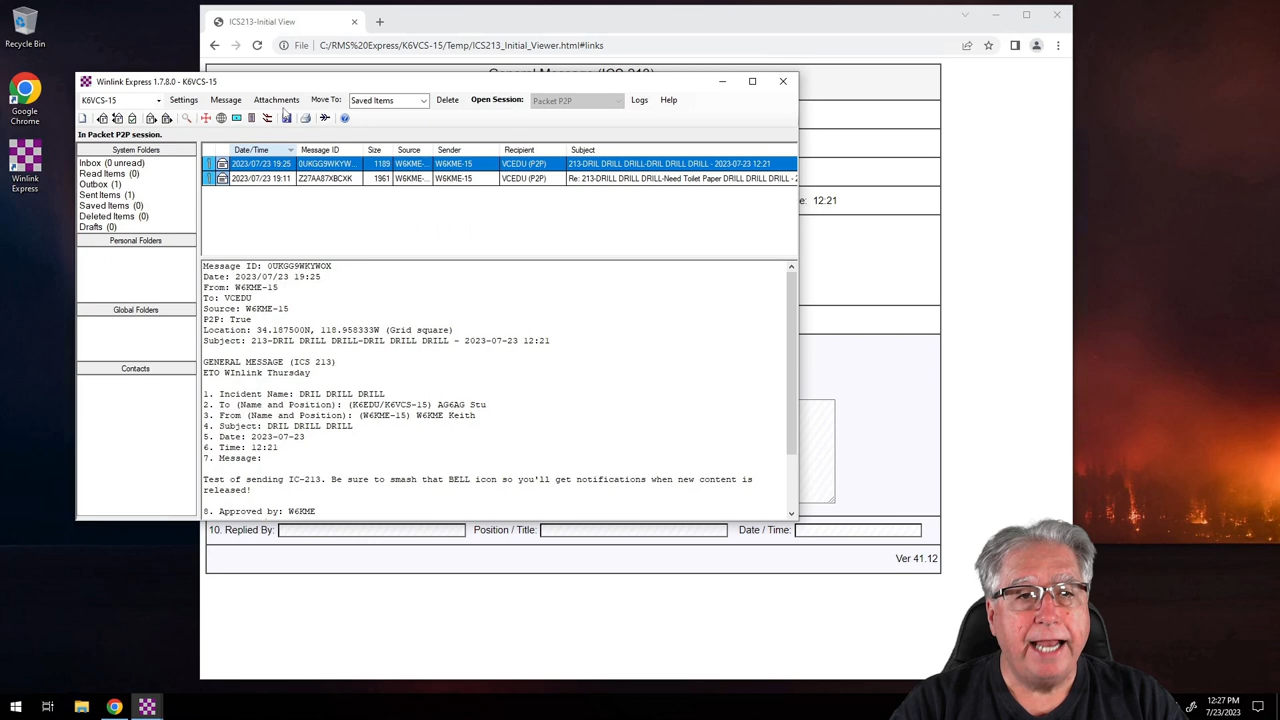 Recycle Bin
Google
Chrome
Winlink
Express
ICS213-Initial View
File
C:/RMS%20Express/K6VCS-15/Temp/ICS213_Initial_Viewer.html#links
Winlink Express 1.7.8.0 - K6VCS-15
K6VCS-15
Settings
Message
Attachments
Move To:
Saved Items
Delete
Open Session:
Packet P2P
Logs
Help
In Packet P2P session.
System Folders
Inbox (0 unread)
Read Items (0)
Outbox (1)
Sent Items (1)
Saved Items (0)
Deleted Items (0)
Drafts (0)
Personal Folders
Global Folders
Contacts
Date/Time Message ID Size Source Sender Recipient Subject
2023/07/23 19:25 0UKGG9WKYW... 1189 W6KME-... W6KME-15 VCEDU (P2P) 213-DRIL DRILL DRILL-DRIL DRILL DRILL - 2023-07-23 12:21
2023/07/23 19:11 Z27AA87XBCXK 1961 W6KME-... W6KME-15 VCEDU (P2P) Re: 213-DRILL DRILL DRILL-Need Toilet Paper DRILL DRILL DRILL - 2
Message ID: 0UKGG9WKYWOX
Date: 2023/07/23 19:25
From: W6KME-15
To: VCEDU
Source: W6KME-15
P2P: True
Location: 34.187500N, 118.958333W (Grid square)
Subject: 213-DRIL DRILL DRILL-DRIL DRILL DRILL - 2023-07-23 12:21
GENERAL MESSAGE (ICS 213)
ETO WInlink Thursday
1. Incident Name: DRIL DRILL DRILL
2. To (Name and Position): (K6EDU/K6VCS-15) AG6AG Stu
3. From (Name and Position): (W6KME-15) W6KME Keith
4. Subject: DRIL DRILL DRILL
5. Date: 2023-07-23
6. Time: 12:21
7. Message:
Test of sending IC-213. Be sure to smash that BELL icon so you'll get notifications when new content is
released!
8. Approved by: W6KME
e: 12:21
10. Replied By:
Position / Title:
Date / Time:
Ver 41.12
12:27 PM
7/23/2023